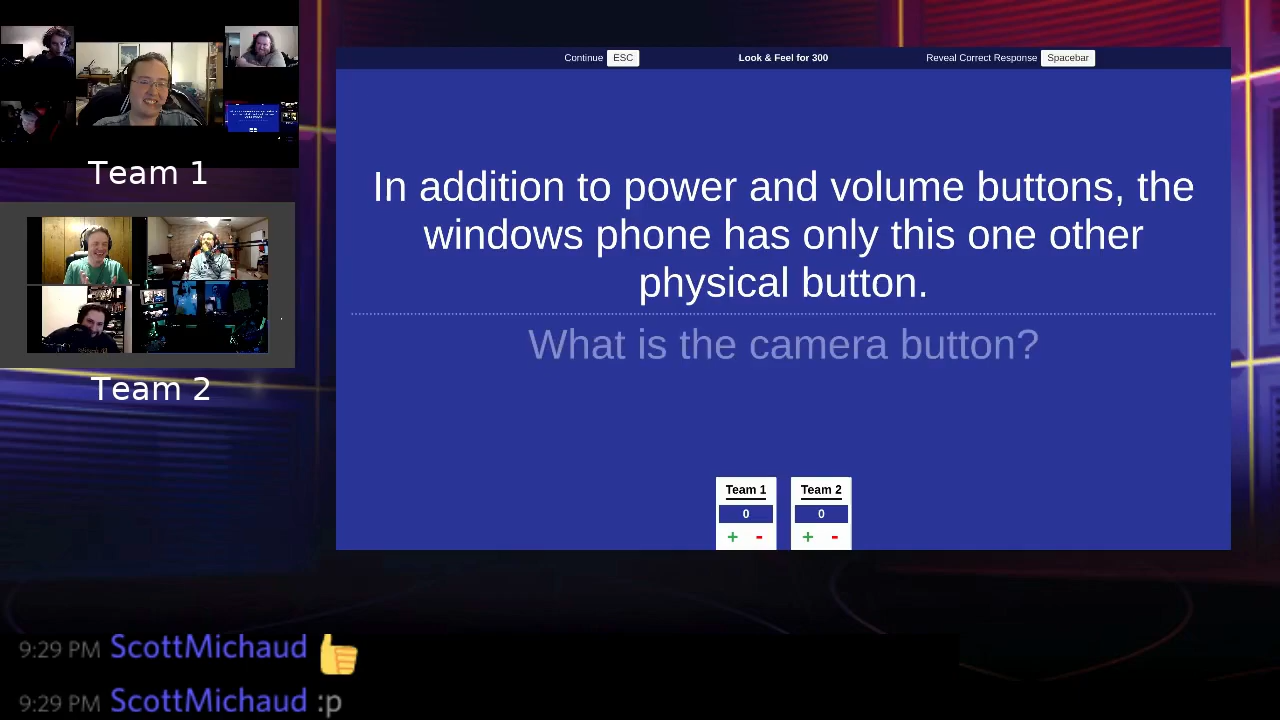 Continue ESC
Look & Feel for 300
Reveal Correct Response Spacebar
Team 1
Team 2
In addition to power and volume buttons, the
windows phone has only this one other
physical button.
What is the camera button?
Team 1
0
+ -
Team 2
0
+ -
9:29 PM ScottMichaud 👍
9:29 PM ScottMichaud :p